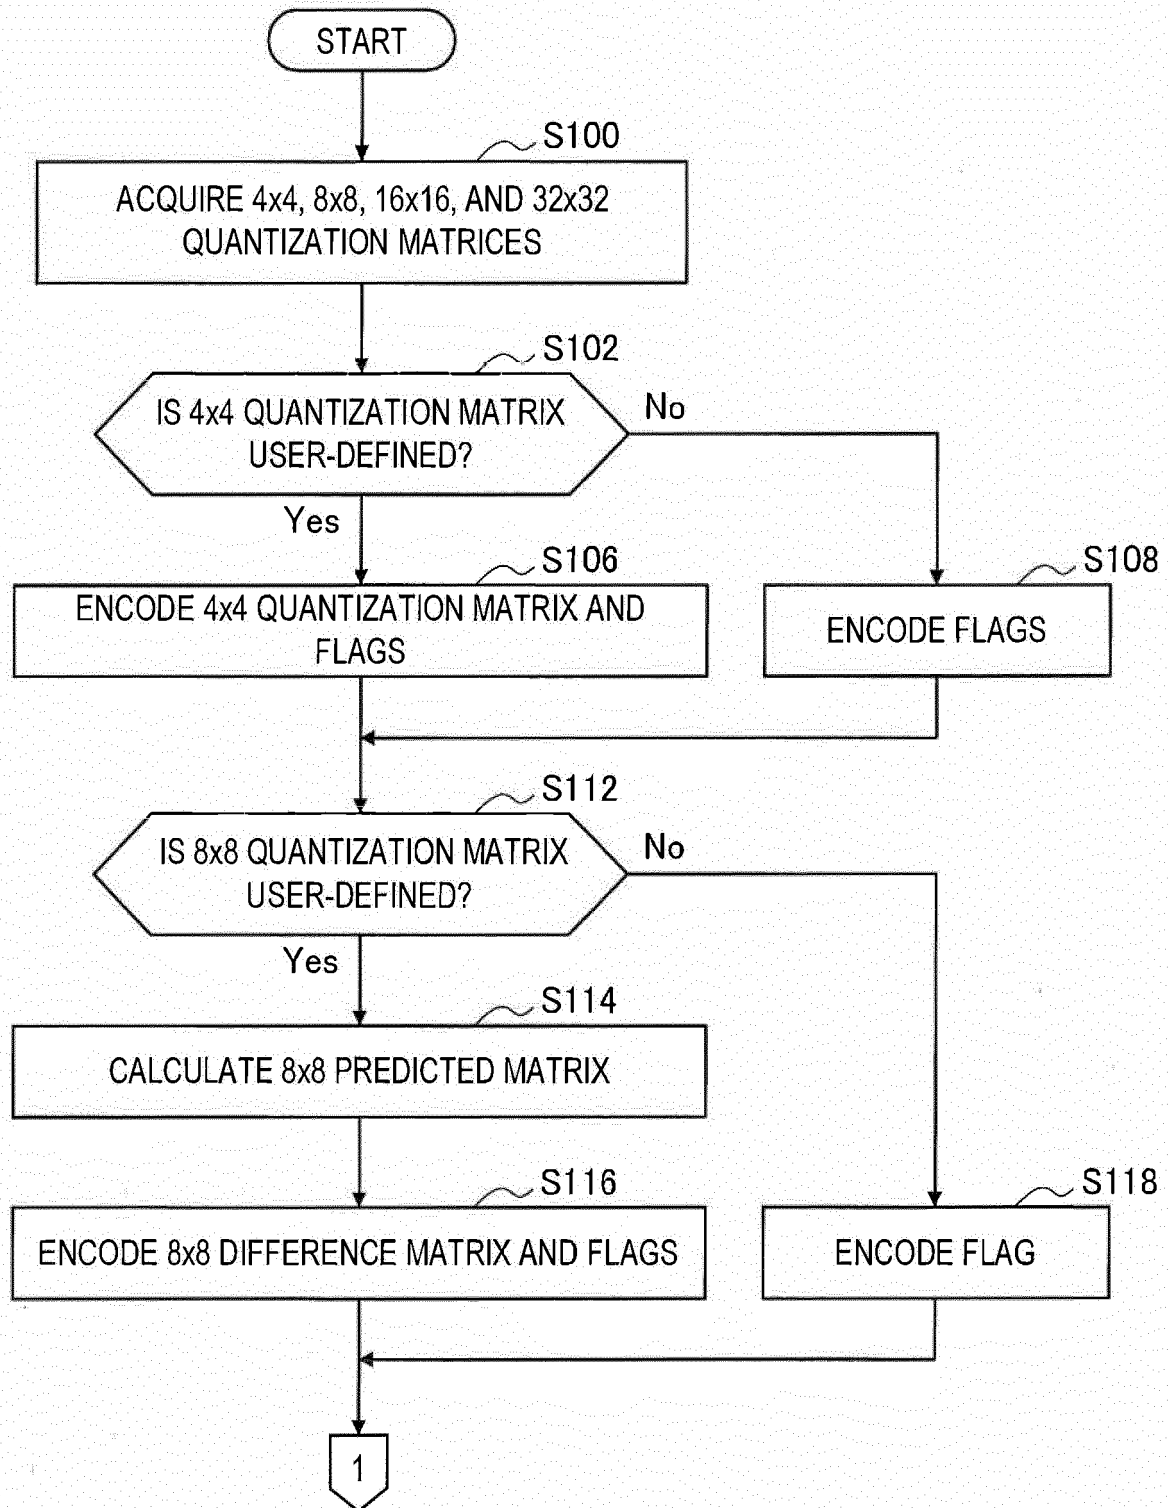 START
S100
ACQUIRE 4x4, 8x8, 16x16, AND 32x32
QUANTIZATION MATRICES
S102
IS 4x4 QUANTIZATION MATRIX
USER-DEFINED?
No
Yes
S106
ENCODE 4x4 QUANTIZATION MATRIX AND
FLAGS
S108
ENCODE FLAGS
S112
IS 8x8 QUANTIZATION MATRIX
USER-DEFINED?
No
Yes
S114
CALCULATE 8x8 PREDICTED MATRIX
S116
ENCODE 8x8 DIFFERENCE MATRIX AND FLAGS
S118
ENCODE FLAG
1